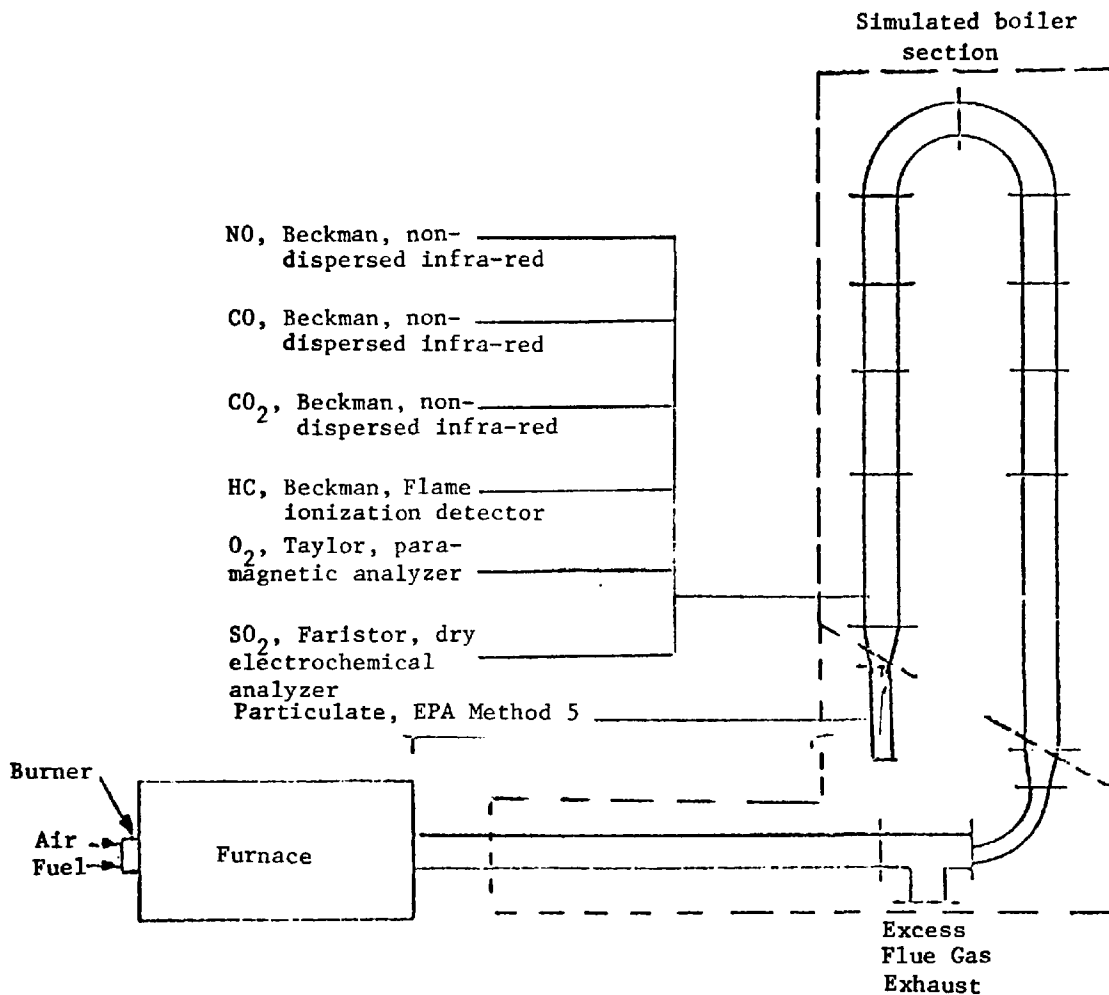 Simulated boiler
section
NO, Beckman, non-
dispersed infra-red
CO, Beckman, non-
dispersed infra-red
CO2, Beckman, non-
dispersed infra-red
HC, Beckman, Flame
ionization detector
O2, Taylor, para-
magnetic analyzer
SO2, Faristor, dry
electrochemical
analyzer
Particulate, EPA Method 5
Burner
Air
Fuel
Furnace
Excess
Flue Gas
Exhaust